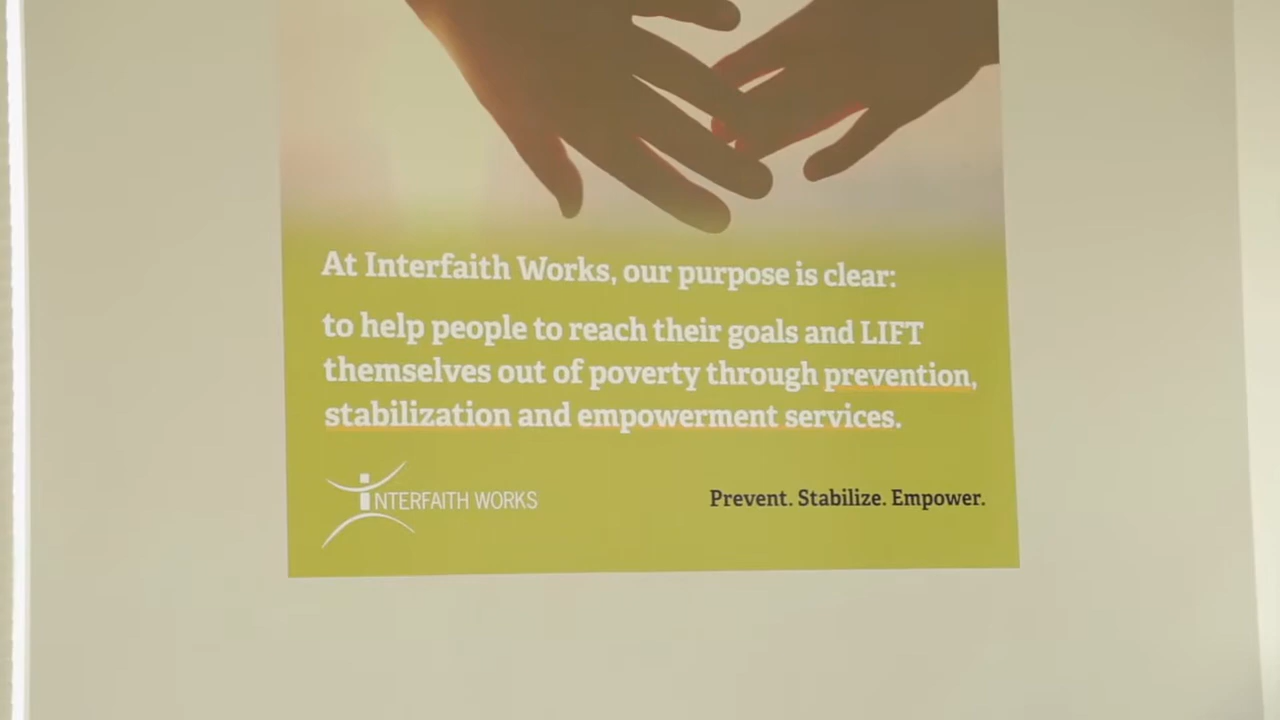 At Interfaith Works, our purpose is clear:
to help people to reach their goals and LIFT
themselves out of poverty through prevention,
stabilization and empowerment services.
INTERFAITH WORKS
Prevent. Stabilize. Empower.